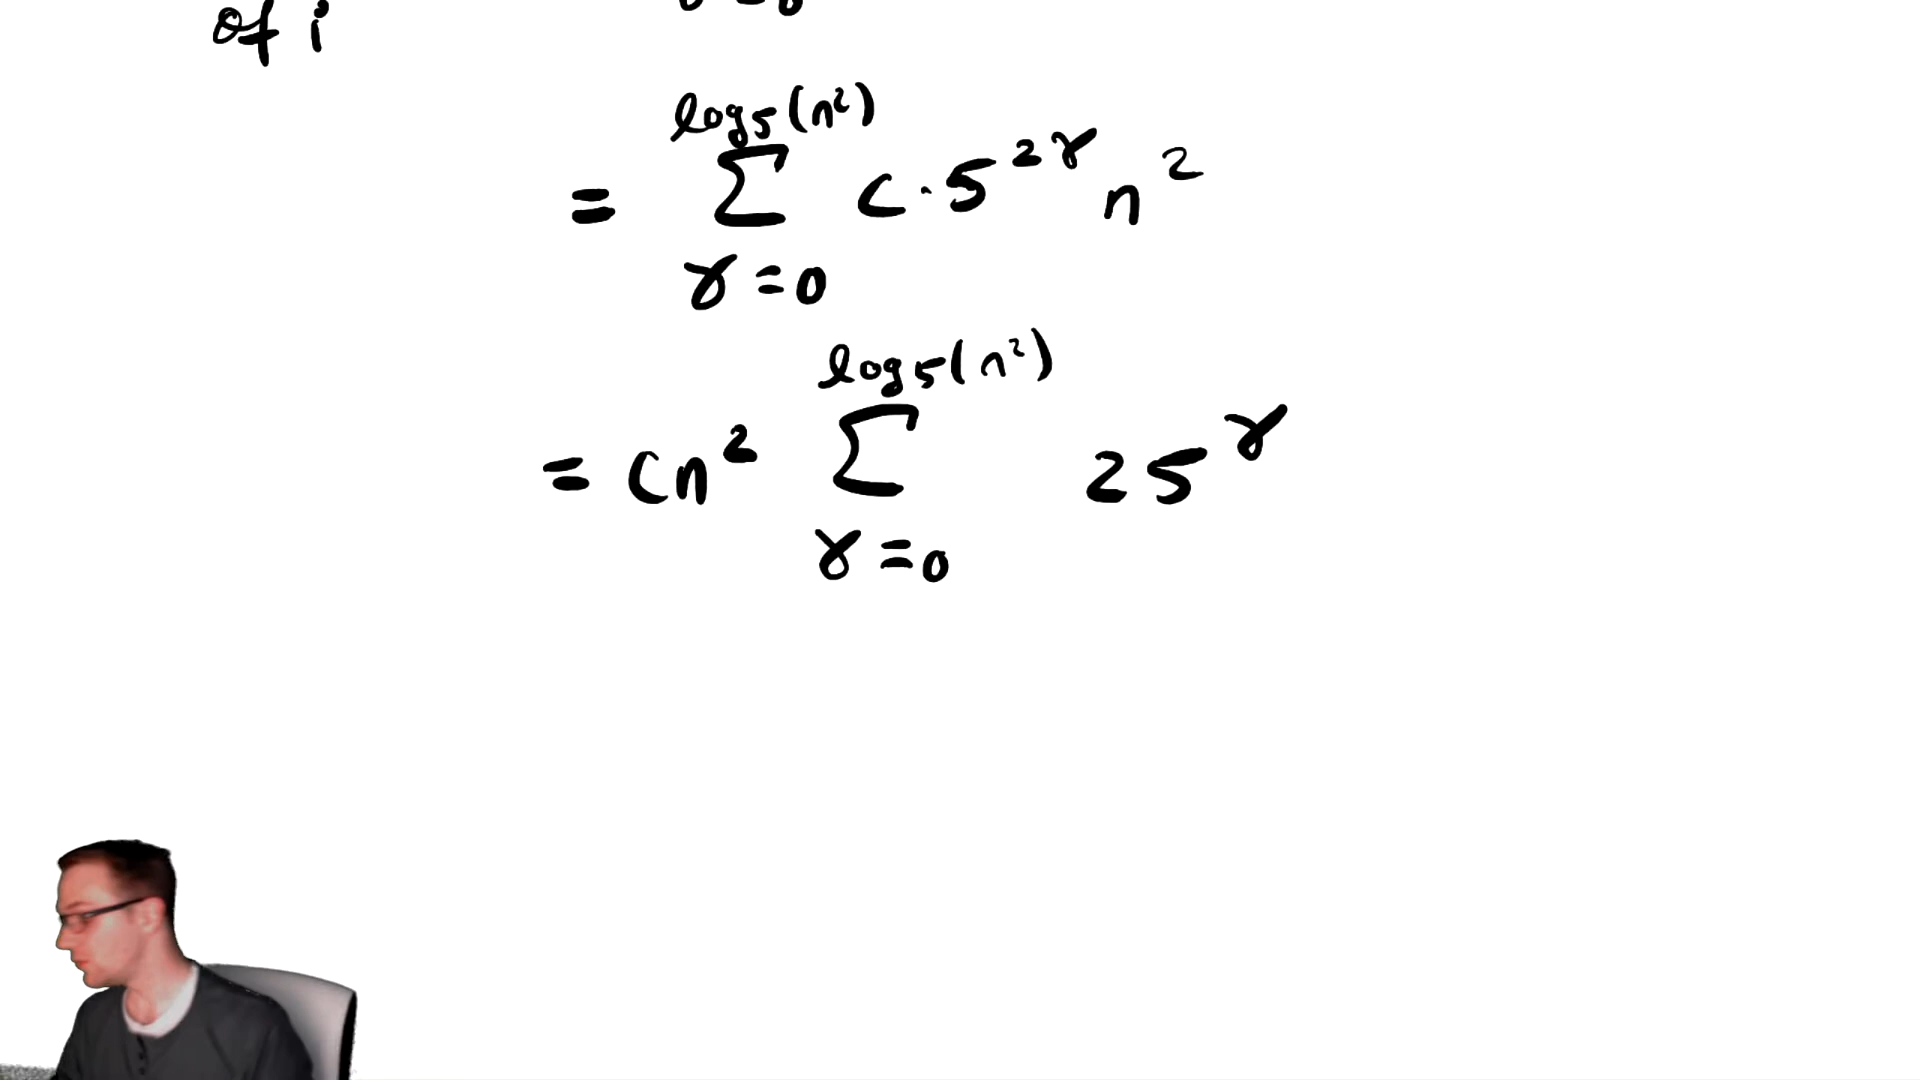 of i
log₅(n²)
= Σ c·5^{2γ} n²
γ=0
log₅(n²)
= cn² Σ 25^γ
γ=0